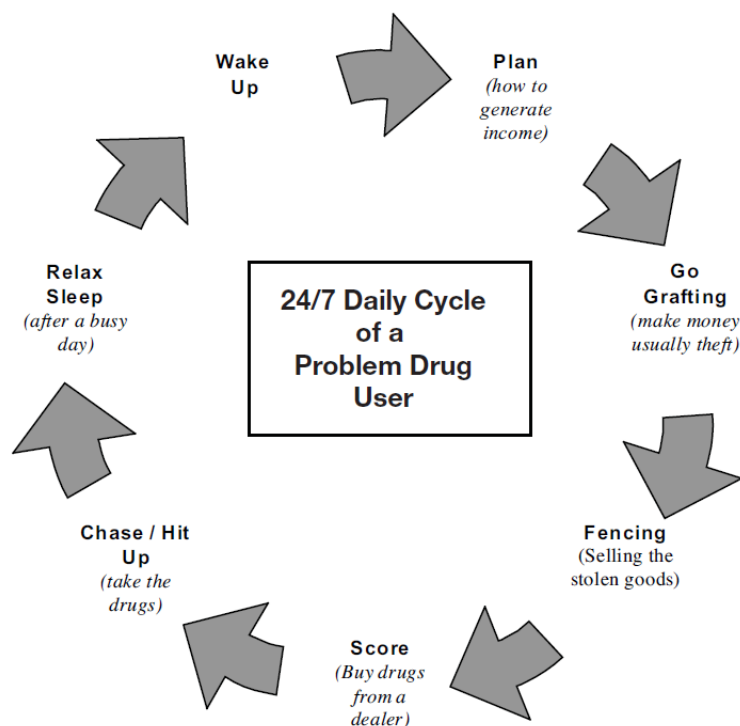 Wake
Up
Plan
(how to
generate
income)
Go
Grafting
(make money
usually theft)
Fencing
(Selling the
stolen goods)
Score
(Buy drugs
from a
dealer)
Chase / Hit
Up
(take the
drugs)
Relax
Sleep
(after a busy
day)
24/7 Daily Cycle
of a
Problem Drug
User